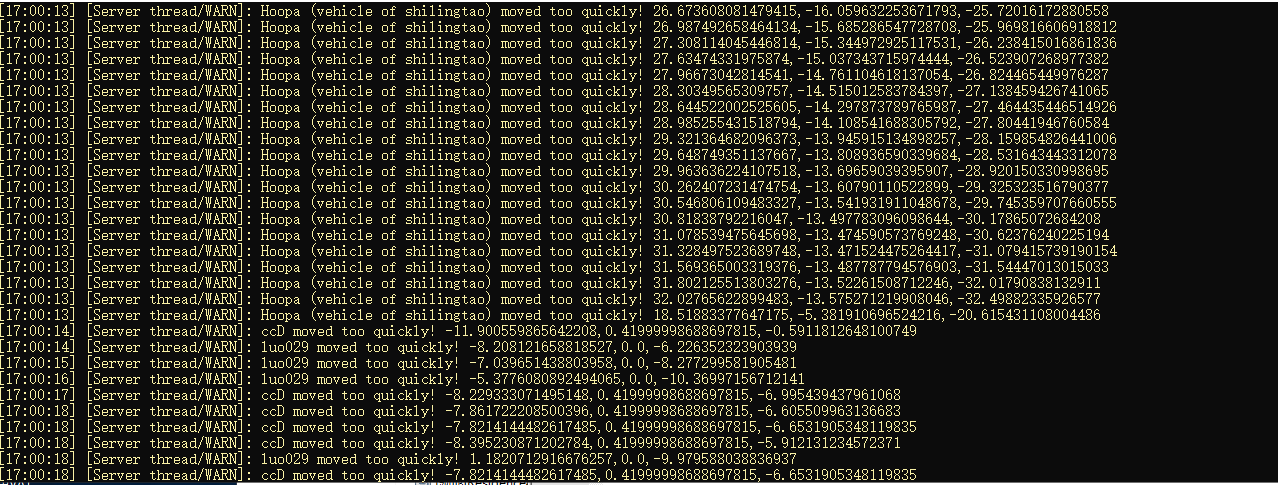 [17:00:13] [Server thread/WARN]: Hoopa (vehicle of shilingtao) moved too quickly! 26.673608081479415,-16.059632253671793,-25.72016172880558
[17:00:13] [Server thread/WARN]: Hoopa (vehicle of shilingtao) moved too quickly! 26.987492658464134,-15.685286547728708,-25.969816606918812
[17:00:13] [Server thread/WARN]: Hoopa (vehicle of shilingtao) moved too quickly! 27.308114045446814,-15.344972925117531,-26.238415016861836
[17:00:13] [Server thread/WARN]: Hoopa (vehicle of shilingtao) moved too quickly! 27.63474331975874,-15.037343715974444,-26.523907268977382
[17:00:13] [Server thread/WARN]: Hoopa (vehicle of shilingtao) moved too quickly! 27.96673042814541,-14.761104618137054,-26.824465449976287
[17:00:13] [Server thread/WARN]: Hoopa (vehicle of shilingtao) moved too quickly! 28.30349565309757,-14.515012583784397,-27.138459426741065
[17:00:13] [Server thread/WARN]: Hoopa (vehicle of shilingtao) moved too quickly! 28.644522002525605,-14.297873789765987,-27.464435446514926
[17:00:13] [Server thread/WARN]: Hoopa (vehicle of shilingtao) moved too quickly! 28.985255431518794,-14.108541688305792,-27.804419467605​84
[17:00:13] [Server thread/WARN]: Hoopa (vehicle of shilingtao) moved too quickly! 29.321364682096373,-13.945915134898257,-28.159854826441006
[17:00:13] [Server thread/WARN]: Hoopa (vehicle of shilingtao) moved too quickly! 29.648749351137667,-13.808936590339684,-28.531643443312078
[17:00:13] [Server thread/WARN]: Hoopa (vehicle of shilingtao) moved too quickly! 29.963636224107518,-13.69659039395907,-28.920150330998695
[17:00:13] [Server thread/WARN]: Hoopa (vehicle of shilingtao) moved too quickly! 30.262407231474754,-13.60790110522899,-29.325323516790377
[17:00:13] [Server thread/WARN]: Hoopa (vehicle of shilingtao) moved too quickly! 30.546806109483327,-13.541931911048678,-29.745359707660555
[17:00:13] [Server thread/WARN]: Hoopa (vehicle of shilingtao) moved too quickly! 30.81838792216047,-13.497783096098644,-30.17865072684208
[17:00:13] [Server thread/WARN]: Hoopa (vehicle of shilingtao) moved too quickly! 31.078539475645698,-13.474590573769248,-30.62376240225194
[17:00:13] [Server thread/WARN]: Hoopa (vehicle of shilingtao) moved too quickly! 31.328497523689748,-13.471524475264417,-31.079415739190154
[17:00:13] [Server thread/WARN]: Hoopa (vehicle of shilingtao) moved too quickly! 31.569365003319376,-13.487787794576903,-31.54447013015033
[17:00:13] [Server thread/WARN]: Hoopa (vehicle of shilingtao) moved too quickly! 31.802125513803276,-13.52261508712246,-32.01790838132911
[17:00:13] [Server thread/WARN]: Hoopa (vehicle of shilingtao) moved too quickly! 32.02765622899483,-13.575271219908046,-32.49882335926577
[17:00:13] [Server thread/WARN]: Hoopa (vehicle of shilingtao) moved too quickly! 18.51883377647175,-5.381910696524216,-20.615431108004486
[17:00:14] [Server thread/WARN]: ccD moved too quickly! -11.900559865642208,0.41999998688697815,-0.5911812648100749
[17:00:14] [Server thread/WARN]: luo029 moved too quickly! -8.208121658818527,0.0,-6.226352323903939
[17:00:15] [Server thread/WARN]: luo029 moved too quickly! -7.039651438803958,0.0,-8.277299581905481
[17:00:16] [Server thread/WARN]: luo029 moved too quickly! -5.3776080892494065,0.0,-10.36997156712141
[17:00:17] [Server thread/WARN]: ccD moved too quickly! -8.229333071495148,0.41999998688697815,-6.995439437961068
[17:00:18] [Server thread/WARN]: ccD moved too quickly! -7.861722208500396,0.41999998688697815,-6.605509963136683
[17:00:18] [Server thread/WARN]: ccD moved too quickly! -7.8214144482617485,0.41999998688697815,-6.6531905348119835
[17:00:18] [Server thread/WARN]: ccD moved too quickly! -8.395230871202784,0.41999998688697815,-5.912131234572371
[17:00:18] [Server thread/WARN]: luo029 moved too quickly! 1.1820712916676257,0.0,-9.979588038836937
[17:00:18] [Server thread/WARN]: ccD moved too quickly! -7.8214144482617485,0.41999998688697815,-6.6531905348119835